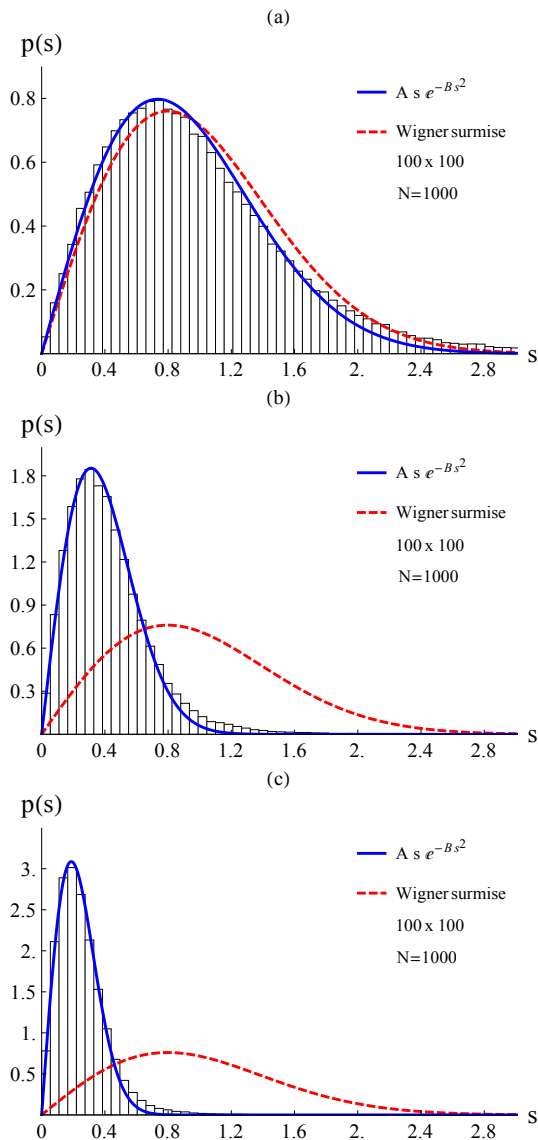 (a)
p(s)
0.8
0.6
0.4
0.2
0 0.4 0.8 1.2 1.6 2. 2.4 2.8 s
A s ⅇ^{-B s^2}
Wigner surmise
100 x 100
N=1000
(b)
p(s)
1.8
1.5
1.2
0.9
0.6
0.3
0 0.4 0.8 1.2 1.6 2. 2.4 2.8 s
A s ⅇ^{-B s^2}
Wigner surmise
100 x 100
N=1000
(c)
p(s)
3.
2.5
2.
1.5
1.
0.5
0 0.4 0.8 1.2 1.6 2. 2.4 2.8 s
A s ⅇ^{-B s^2}
Wigner surmise
100 x 100
N=1000